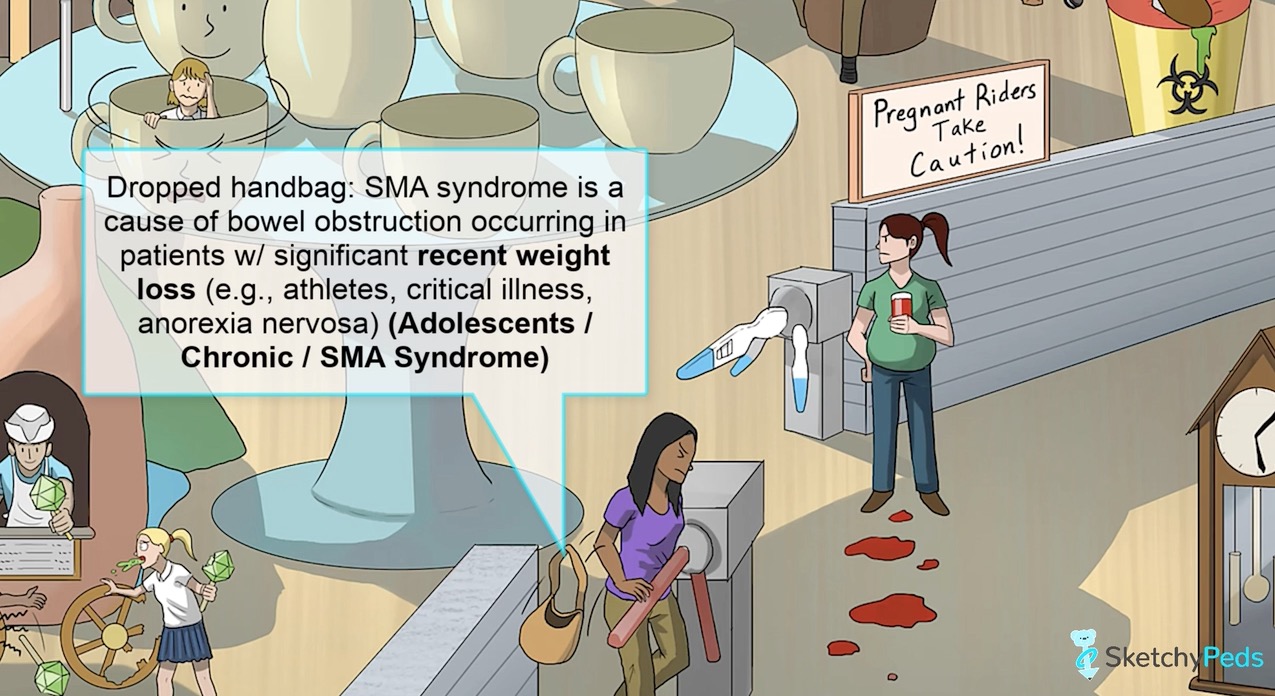 Dropped handbag: SMA syndrome is a
cause of bowel obstruction occurring in
patients w/ significant recent weight
loss (e.g., athletes, critical illness,
anorexia nervosa) (Adolescents /
Chronic / SMA Syndrome)
Pregnant Riders
Take
Caution!
SketchyPeds